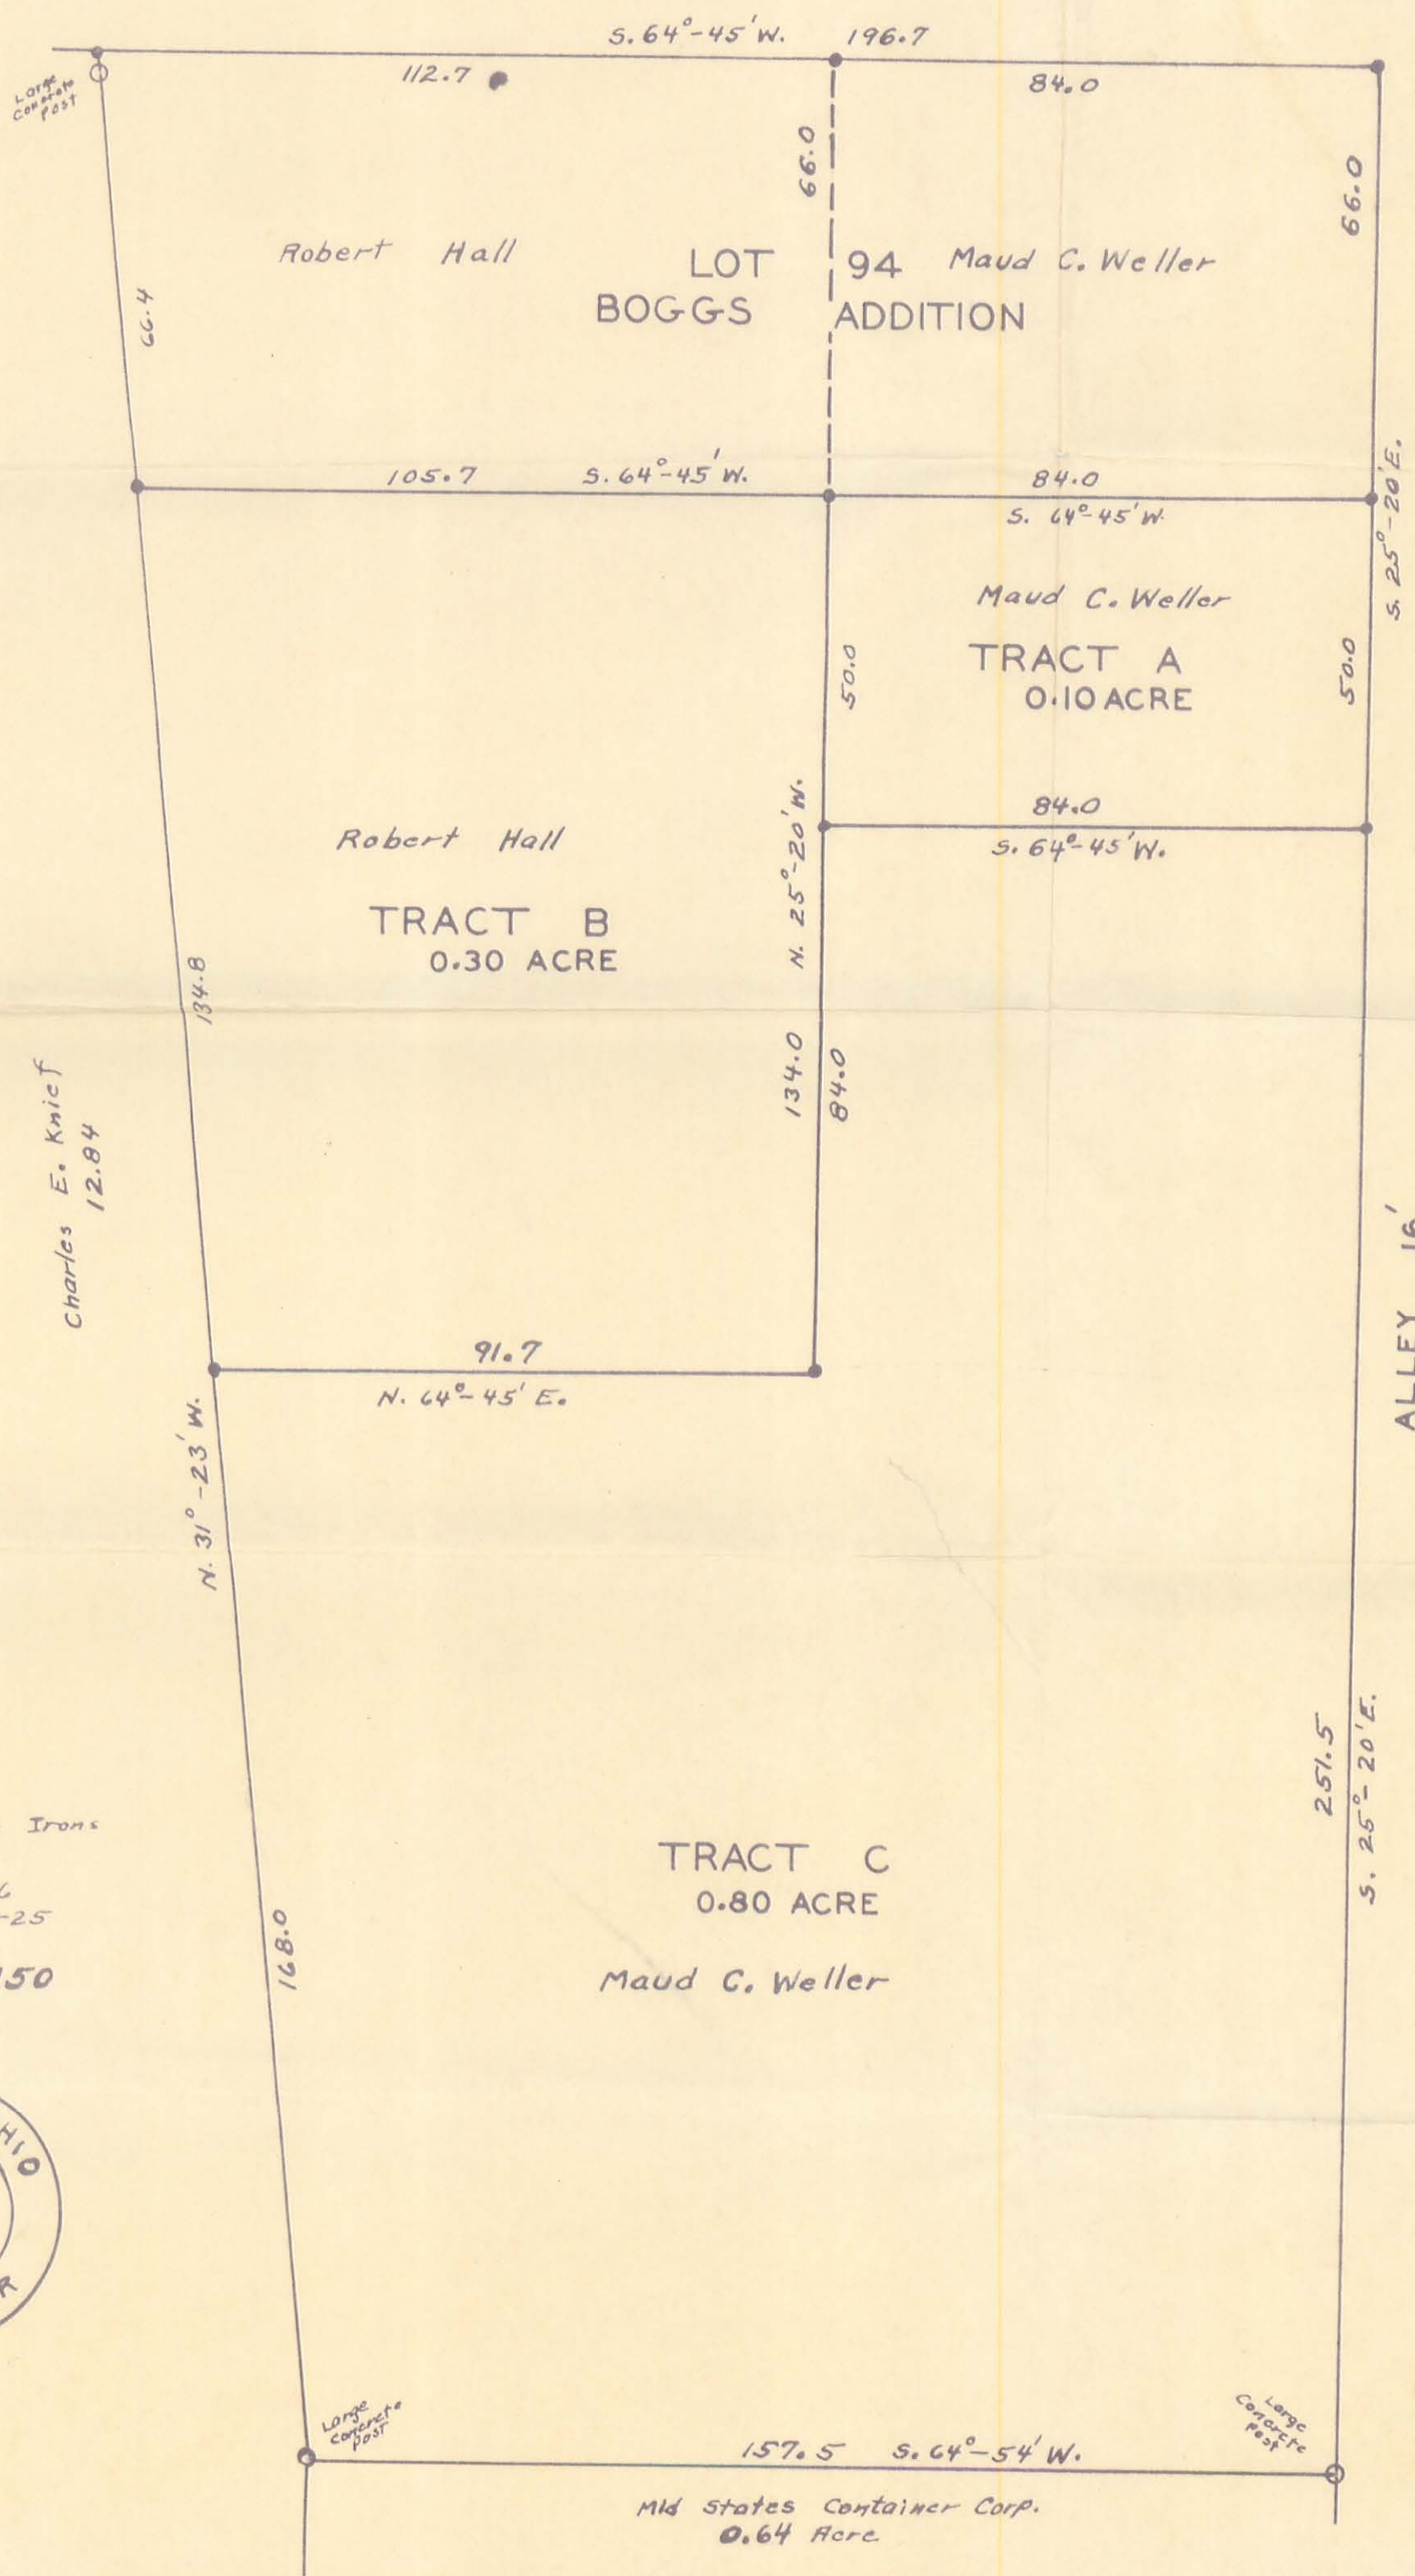 S. 64°-45' W. 196.7
Large
concrete
post
112.7
84.0
66.0
66.0
Robert Hall
LOT 94
Maud C. Weller
BOGGS ADDITION
66.4
105.7 S. 64°-45' W.
84.0
S. 64°-45' W.
S. 25°-20' E.
Maud C. Weller
TRACT A
0.10 ACRE
50.0
50.0
84.0
S. 64°-45' W.
N. 25°-20' W.
Robert Hall
TRACT B
0.30 ACRE
134.8
134.0
84.0
Charles E. Knief
12.84
ALLEY 16'
91.7
N. 64°-45' E.
N. 31°-23' W.
251.5
S. 25°-20' E.
Irons
-25
150
TRACT C
0.80 ACRE
168.0
Maud C. Weller
HIO
R
Large
concrete
post
Large
Concrete
Post
157.5 S. 64°-54' W.
Mid States Container Corp.
0.64 Acre